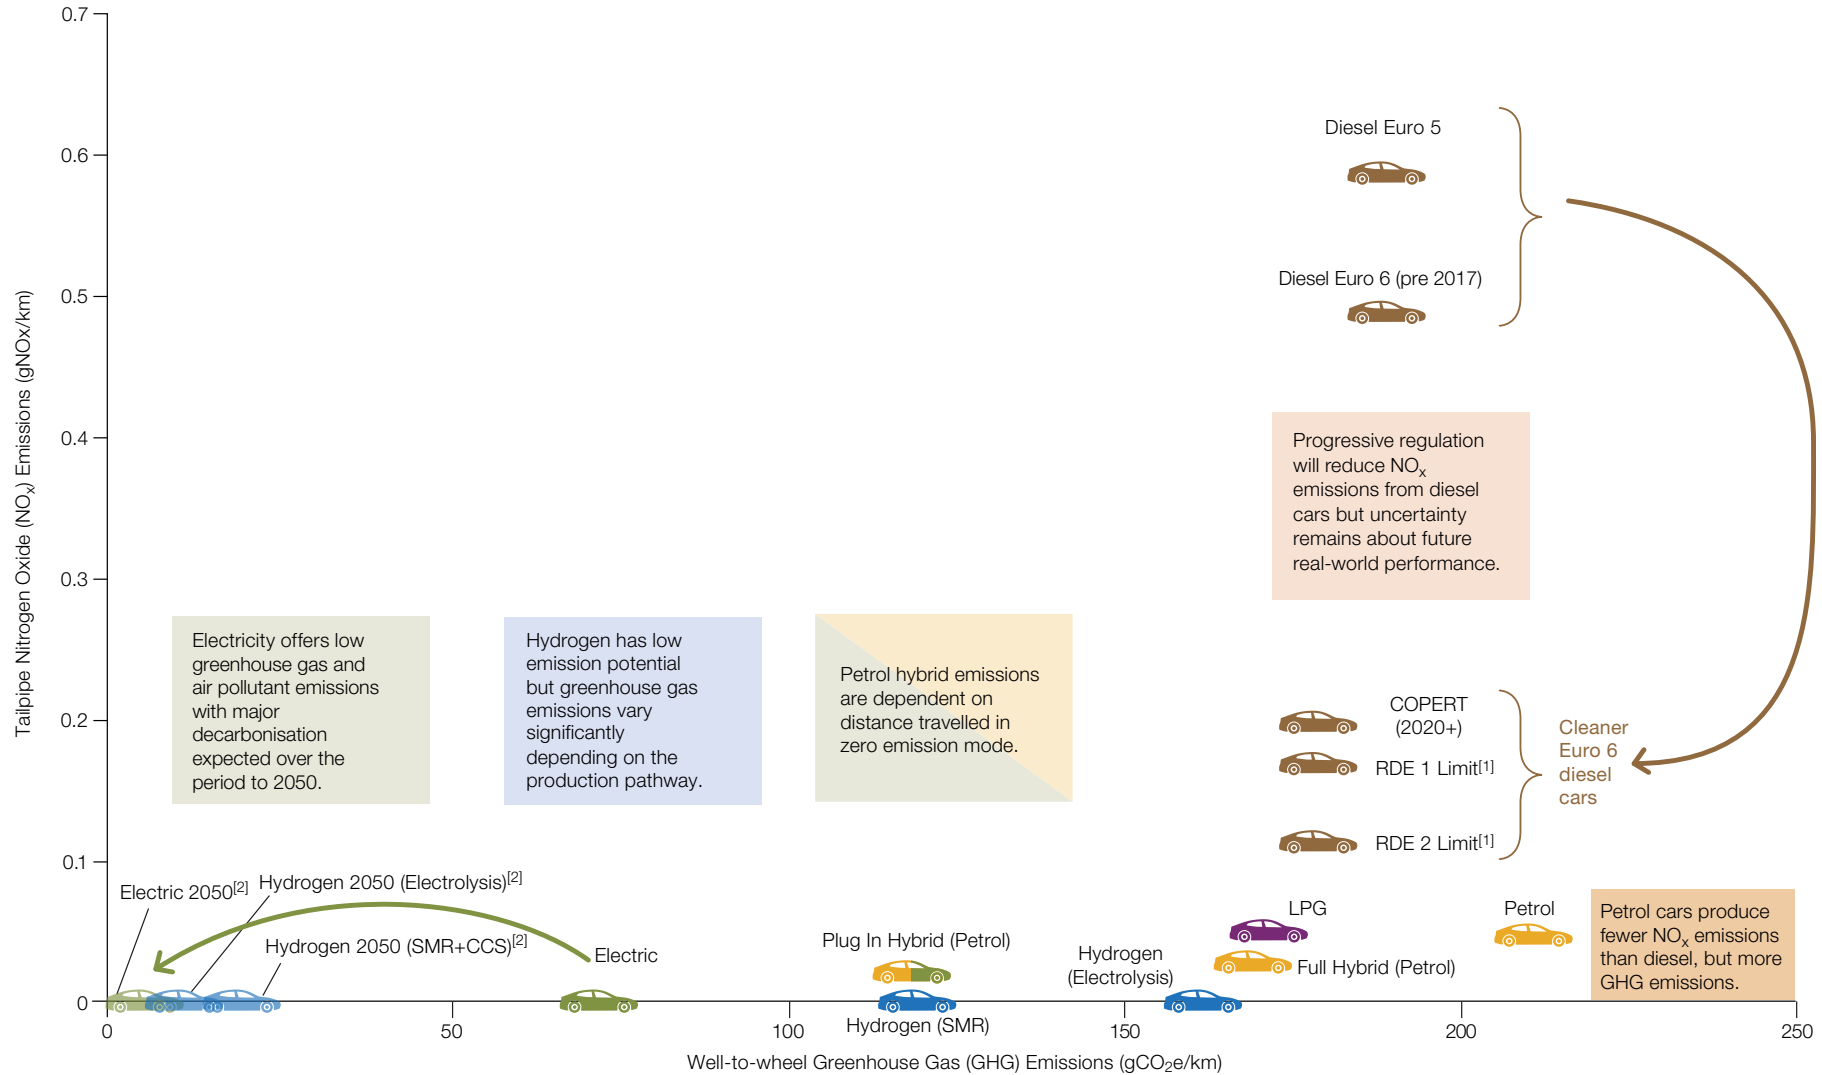 0.7
0.6
0.5
0.4
0.3
0.2
0.1
0
Tailpipe Nitrogen Oxide (NOx) Emissions (gNOx/km)
Diesel Euro 5
Diesel Euro 6 (pre 2017)
Progressive regulation
will reduce NOx
emissions from diesel
cars but uncertainty
remains about future
real-world performance.
Electricity offers low
greenhouse gas and
air pollutant emissions
with major
decarbonisation
expected over the
period to 2050.
Hydrogen has low
emission potential
but greenhouse gas
emissions vary
significantly
depending on the
production pathway.
Petrol hybrid emissions
are dependent on
distance travelled in
zero emission mode.
COPERT
(2020+)
RDE 1 Limit[1]
RDE 2 Limit[1]
Cleaner
Euro 6
diesel
cars
Electric 2050[2]
Hydrogen 2050 (Electrolysis)[2]
Hydrogen 2050 (SMR+CCS)[2]
Electric
Plug In Hybrid (Petrol)
Hydrogen (SMR)
Hydrogen
(Electrolysis)
LPG
Full Hybrid (Petrol)
Petrol
Petrol cars produce
fewer NOx emissions
than diesel, but more
GHG emissions.
0
50
100
150
200
250
Well-to-wheel Greenhouse Gas (GHG) Emissions (gCO2e/km)